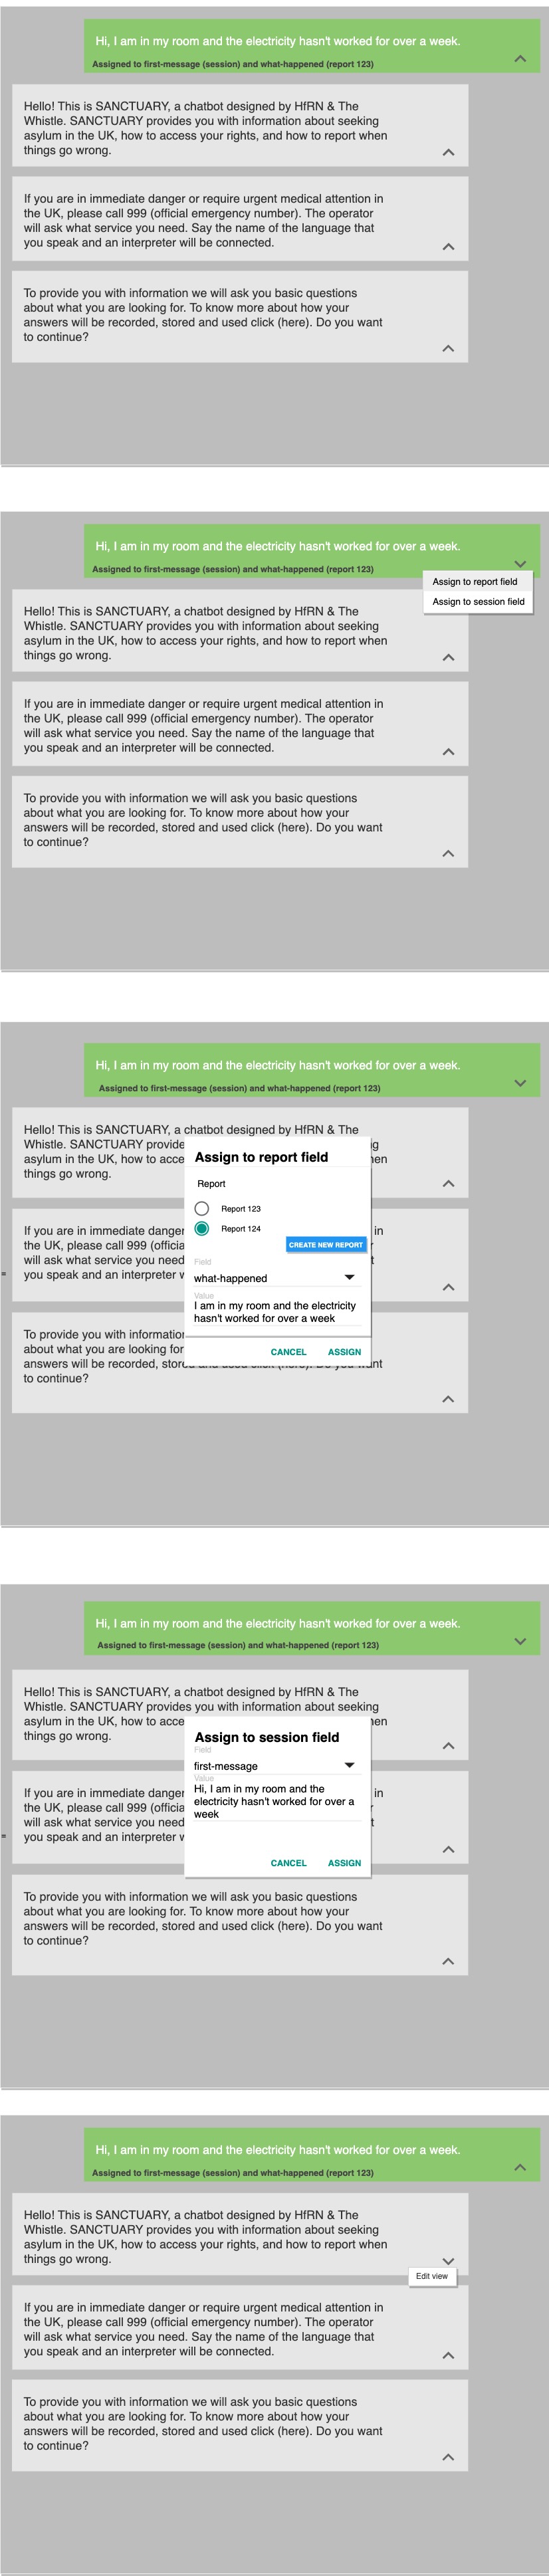 Hi, I am in my room and the electricity hasn't worked for over a week.
Assigned to first-message (session) and what-happened (report 123)
Hello! This is SANCTUARY, a chatbot designed by HfRN & The
Whistle. SANCTUARY provides you with information about seeking
asylum in the UK, how to access your rights, and how to report when
things go wrong.
If you are in immediate danger or require urgent medical attention in
the UK, please call 999 (official emergency number). The operator
will ask what service you need. Say the name of the language that
you speak and an interpreter will be connected.
To provide you with information we will ask you basic questions
about what you are looking for. To know more about how your
answers will be recorded, stored and used click (here). Do you want
to continue?
Hi, I am in my room and the electricity hasn't worked for over a week.
Assigned to first-message (session) and what-happened (report 123)
Assign to report field
Assign to session field
Hello! This is SANCTUARY, a chatbot designed by HfRN & The
Whistle. SANCTUARY provides you with information about seeking
asylum in the UK, how to access your rights, and how to report when
things go wrong.
If you are in immediate danger or require urgent medical attention in
the UK, please call 999 (official emergency number). The operator
will ask what service you need. Say the name of the language that
you speak and an interpreter will be connected.
To provide you with information we will ask you basic questions
about what you are looking for. To know more about how your
answers will be recorded, stored and used click (here). Do you want
to continue?
Hi, I am in my room and the electricity hasn't worked for over a week.
Assigned to first-message (session) and what-happened (report 123)
Hello! This is SANCTUARY, a chatbot designed by HfRN & The
Whistle. SANCTUARY
asylum in the UK, how to
things go wrong.
If you are in immediate
the UK, please call 999
will ask what service you need
you speak and an interpreter
in
=
To provide you with
about what you are looking for
answers will be recorded,
to continue?
Assign to report field
Report
Report 123
Report 124
CREATE NEW REPORT
Field
what-happened
Value
I am in my room and the electricity
hasn't worked for over a week
CANCEL ASSIGN
Hi, I am in my room and the electricity hasn't worked for over a week.
Assigned to first-message (session) and what-happened (report 123)
Hello! This is SANCTUARY, a chatbot designed by HfRN & The
Whistle. SANCTUARY provides you with information about seeking
asylum in the UK, how to
things go wrong.
If you are in immediate
the UK, please call 999
will ask what service you need
you speak and an interpreter
in
=
Assign to session field
Field
first-message
Value
Hi, I am in my room and the
electricity hasn't worked for over a
week
CANCEL ASSIGN
To provide you with information we will ask you basic questions
about what you are looking for. To know more about how your
answers will be recorded, stored and used click (here). Do you want
to continue?
Hi, I am in my room and the electricity hasn't worked for over a week.
Assigned to first-message (session) and what-happened (report 123)
Hello! This is SANCTUARY, a chatbot designed by HfRN & The
Whistle. SANCTUARY provides you with information about seeking
asylum in the UK, how to access your rights, and how to report when
things go wrong.
Edit view
If you are in immediate danger or require urgent medical attention in
the UK, please call 999 (official emergency number). The operator
will ask what service you need. Say the name of the language that
you speak and an interpreter will be connected.
To provide you with information we will ask you basic questions
about what you are looking for. To know more about how your
answers will be recorded, stored and used click (here). Do you want
to continue?